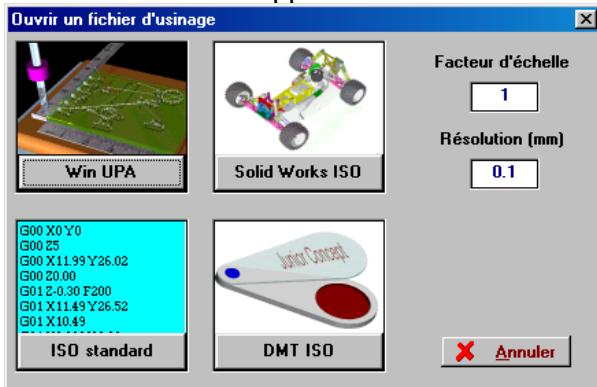 Ouvrir un fichier d'usinage
Facteur d'échelle
1
Résolution (mm)
0.1
Win UPA
Solid Works ISO
G00 X0 Y0
G00 Z5
G00 X11.99 Y26.02
G00 Z0.00
G01 Z-0.30 F200
G01 X11.49 Y26.52
G01 X10.49
Junior Concept
ISO standard
DMT ISO
Annuler